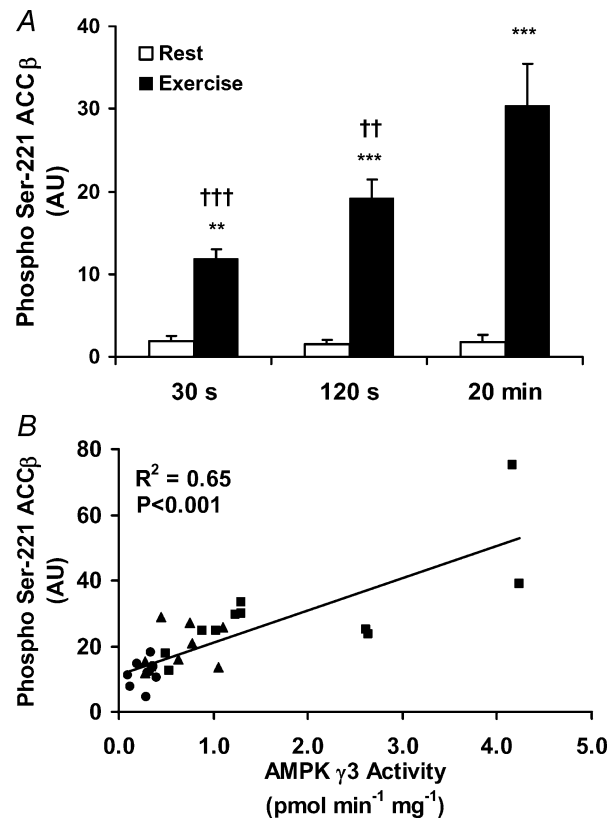 A
Phospho Ser-221 ACCβ
(AU)
40
30
20
10
0
Rest
Exercise
†††
**
††
***
***
30 s
120 s
20 min
B
Phospho Ser-221 ACCβ
(AU)
80
60
40
20
0
R² = 0.65
P<0.001
0.0 1.0 2.0 3.0 4.0 5.0
AMPK γ3 Activity
(pmol min⁻¹ mg⁻¹)